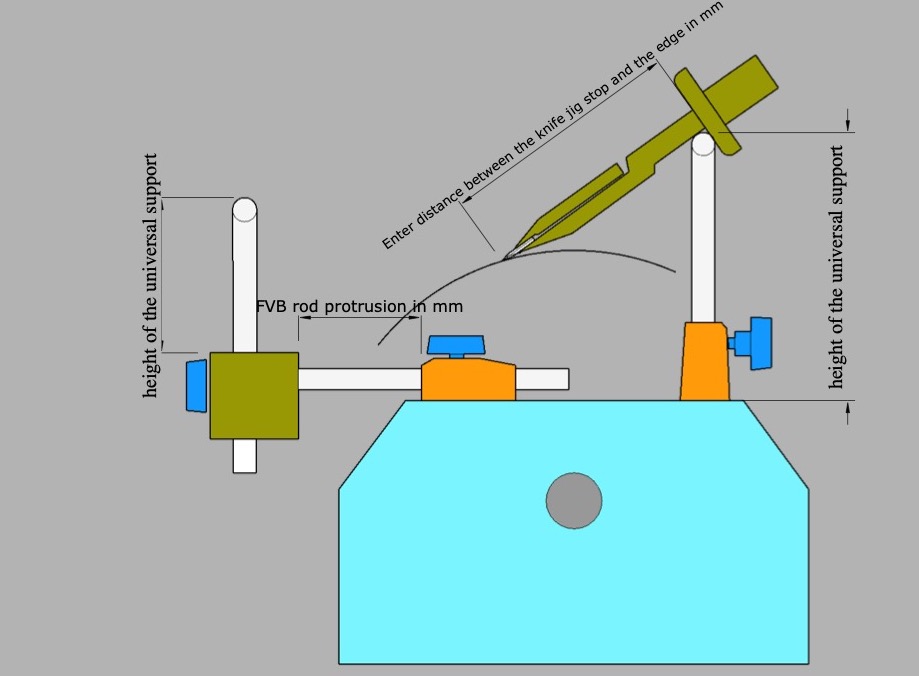 Enter distance between the knife jig stop and the edge in mm
height of the universal support
FVB rod protrusion in mm
height of the universal support